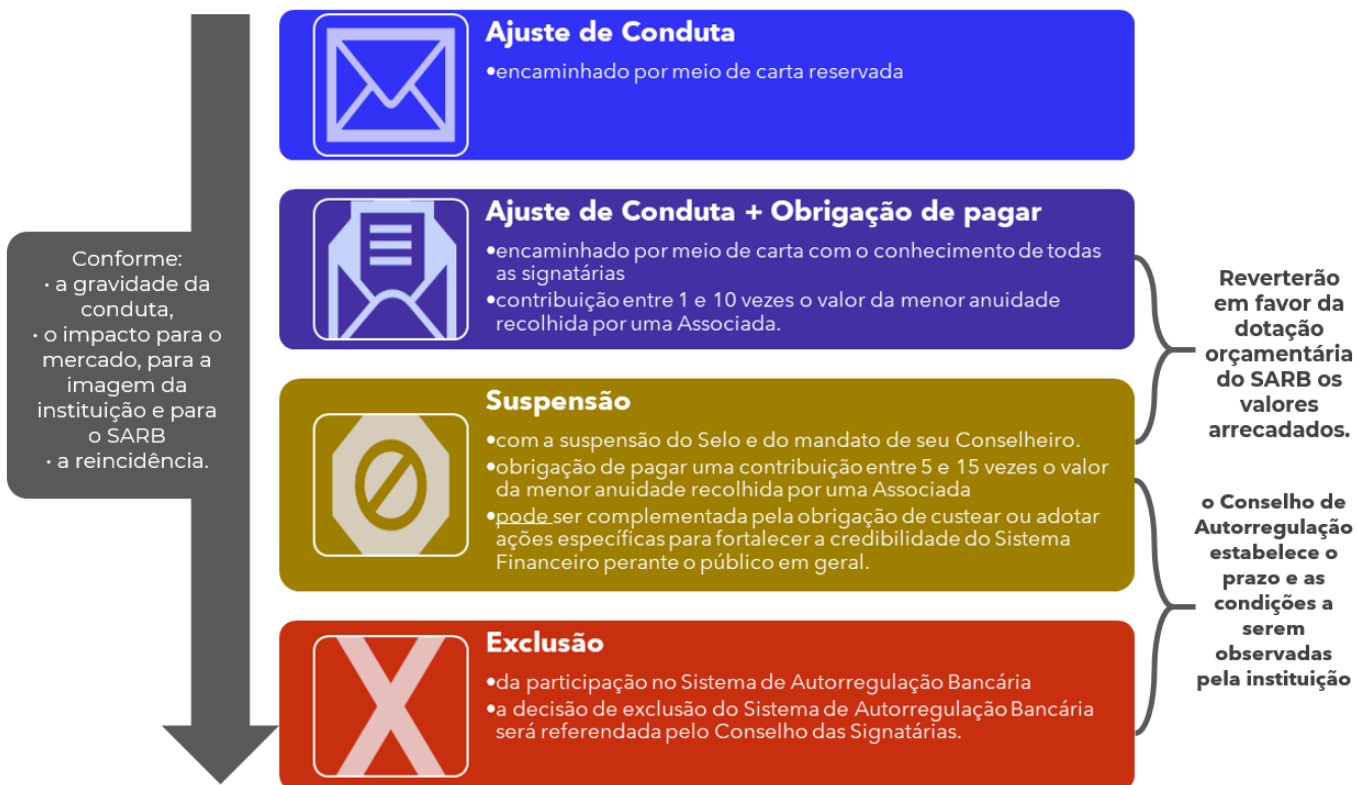 Conforme:
· a gravidade da
conduta,
· o impacto para o
mercado, para a
imagem da
instituição e para
o SARB
· a reincidência.
Ajuste de Conduta
•encaminhado por meio de carta reservada
Ajuste de Conduta + Obrigação de pagar
•encaminhado por meio de carta com o conhecimento de todas
as signatárias
•contribuição entre 1 e 10 vezes o valor da menor anuidade
recolhida por uma Associada.
Suspensão
•com a suspensão do Selo e do mandato de seu Conselheiro.
•obrigação de pagar uma contribuição entre 5 e 15 vezes o valor
da menor anuidade recolhida por uma Associada
•pode ser complementada pela obrigação de custear ou adotar
ações específicas para fortalecer a credibilidade do Sistema
Financeiro perante o público em geral.
Exclusão
•da participação no Sistema de Autorregulação Bancária
•a decisão de exclusão do Sistema de Autorregulação Bancária
será referendada pelo Conselho das Signatárias.
Reverterão
em favor da
dotação
orçamentária
do SARB os
valores
arrecadados.
o Conselho de
Autorregulação
estabelece o
prazo e as
condições a
serem
observadas
pela instituição